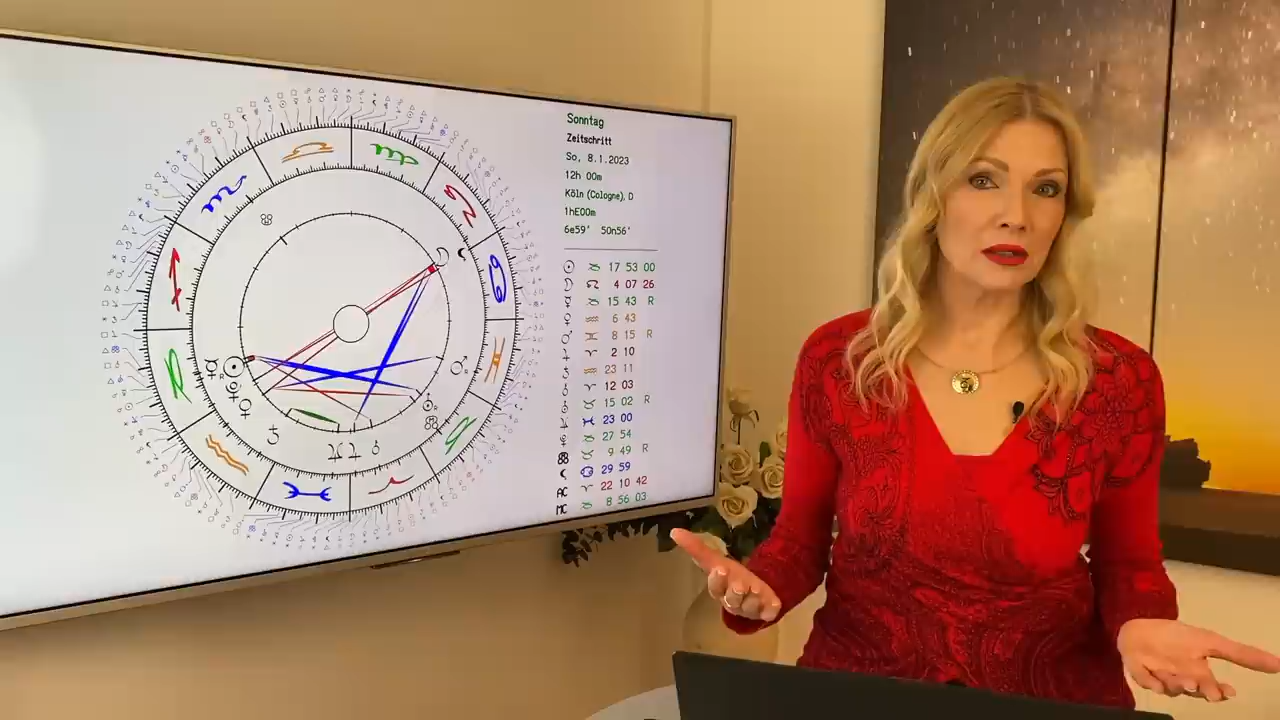 Sonntag
Zeitschritt
So, 8.1.2023
12h 00m
Köln (Cologne), D
1hE00m
6e59' 50n56'
☉ ♑ 17 53 00
☽ ♌ 4 07 26
☿ ♑ 15 43 R
♀ ♒ 6 43
♂ ♊ 8 15 R
♃ ♈ 2 10
♄ ♒ 23 11
⚷ ♈ 12 03
♅ ♉ 15 02 R
♆ ♓ 23 00
♇ ♑ 27 54
☊ ♉ 9 49 R
⚸ ♋ 29 59
AC ♈ 22 10 42
MC ♑ 8 56 03